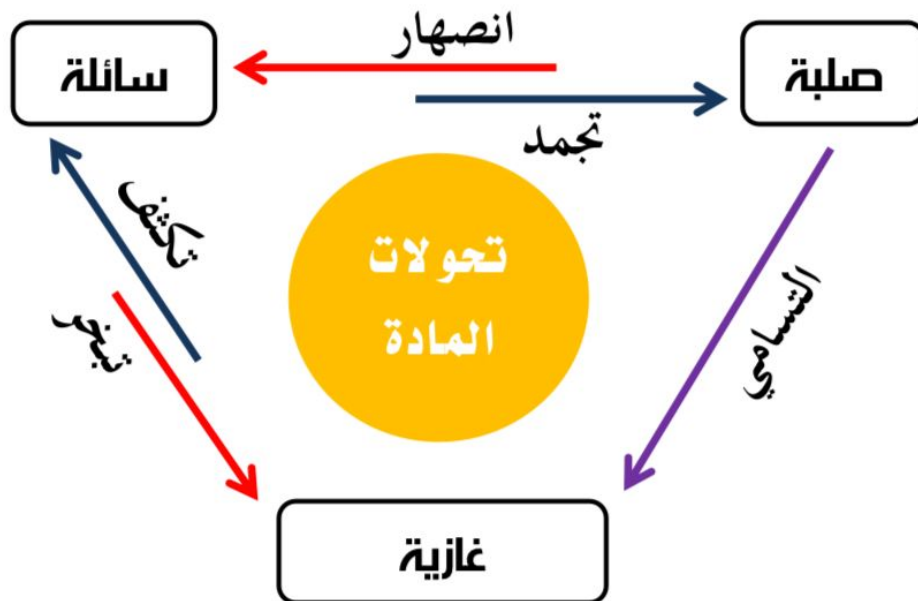 انصهار
صلبة
سائلة
تجمد
تكثف
تبخر
التسامي
تحولات
المادة
غازية